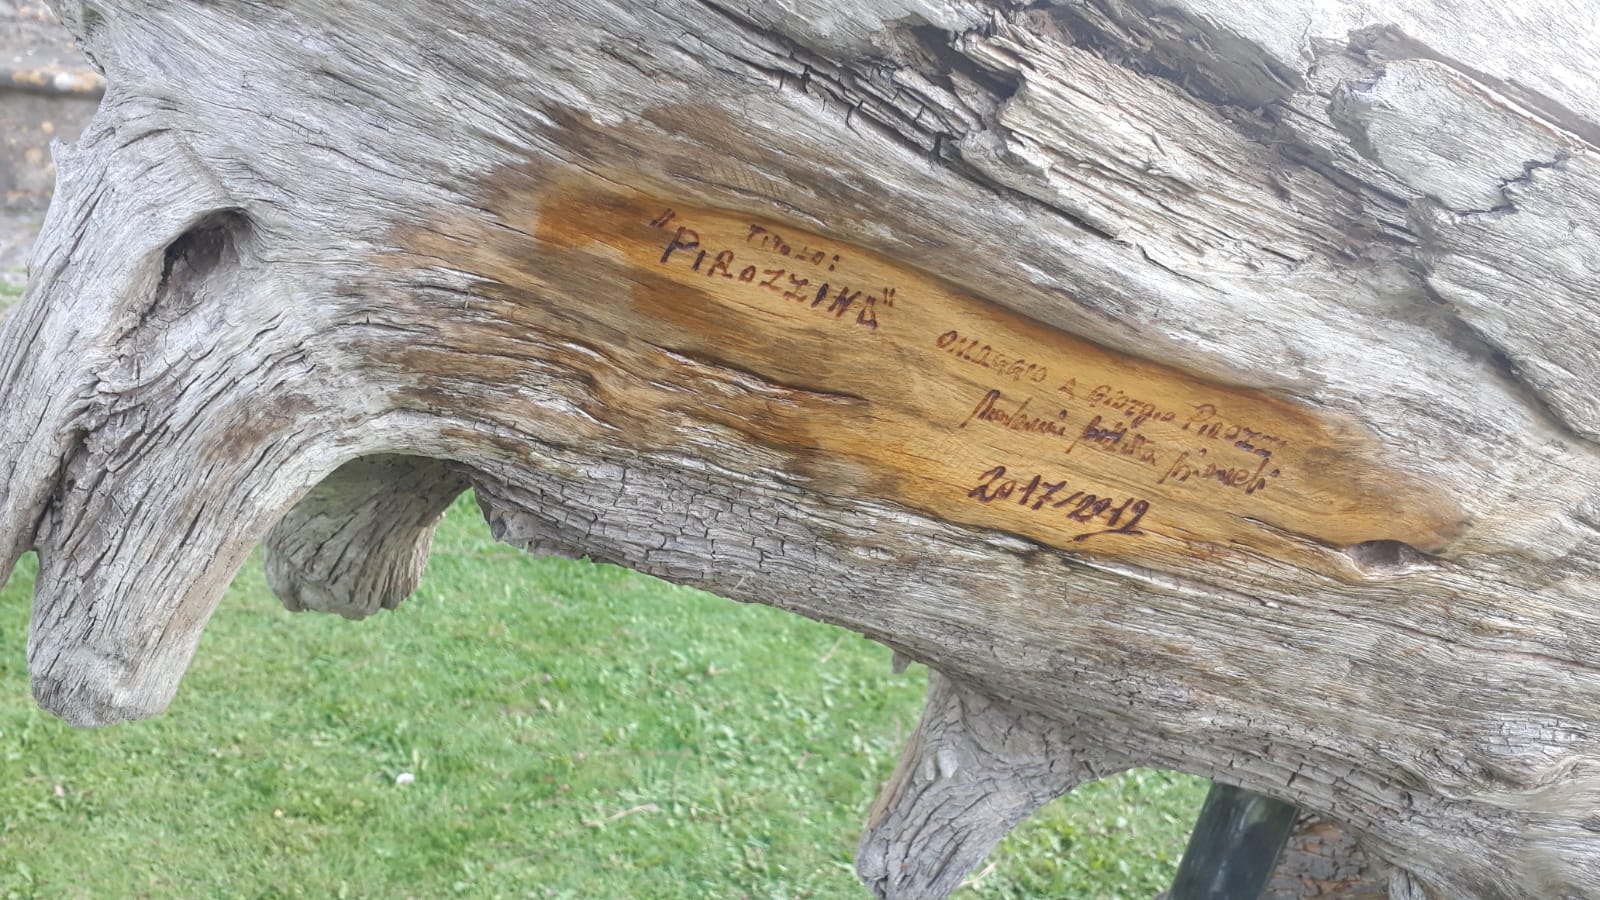 TITOLO:
"PIROZZINA"
OMAGGIO A GIORGIO PIROZZI
2017/2019